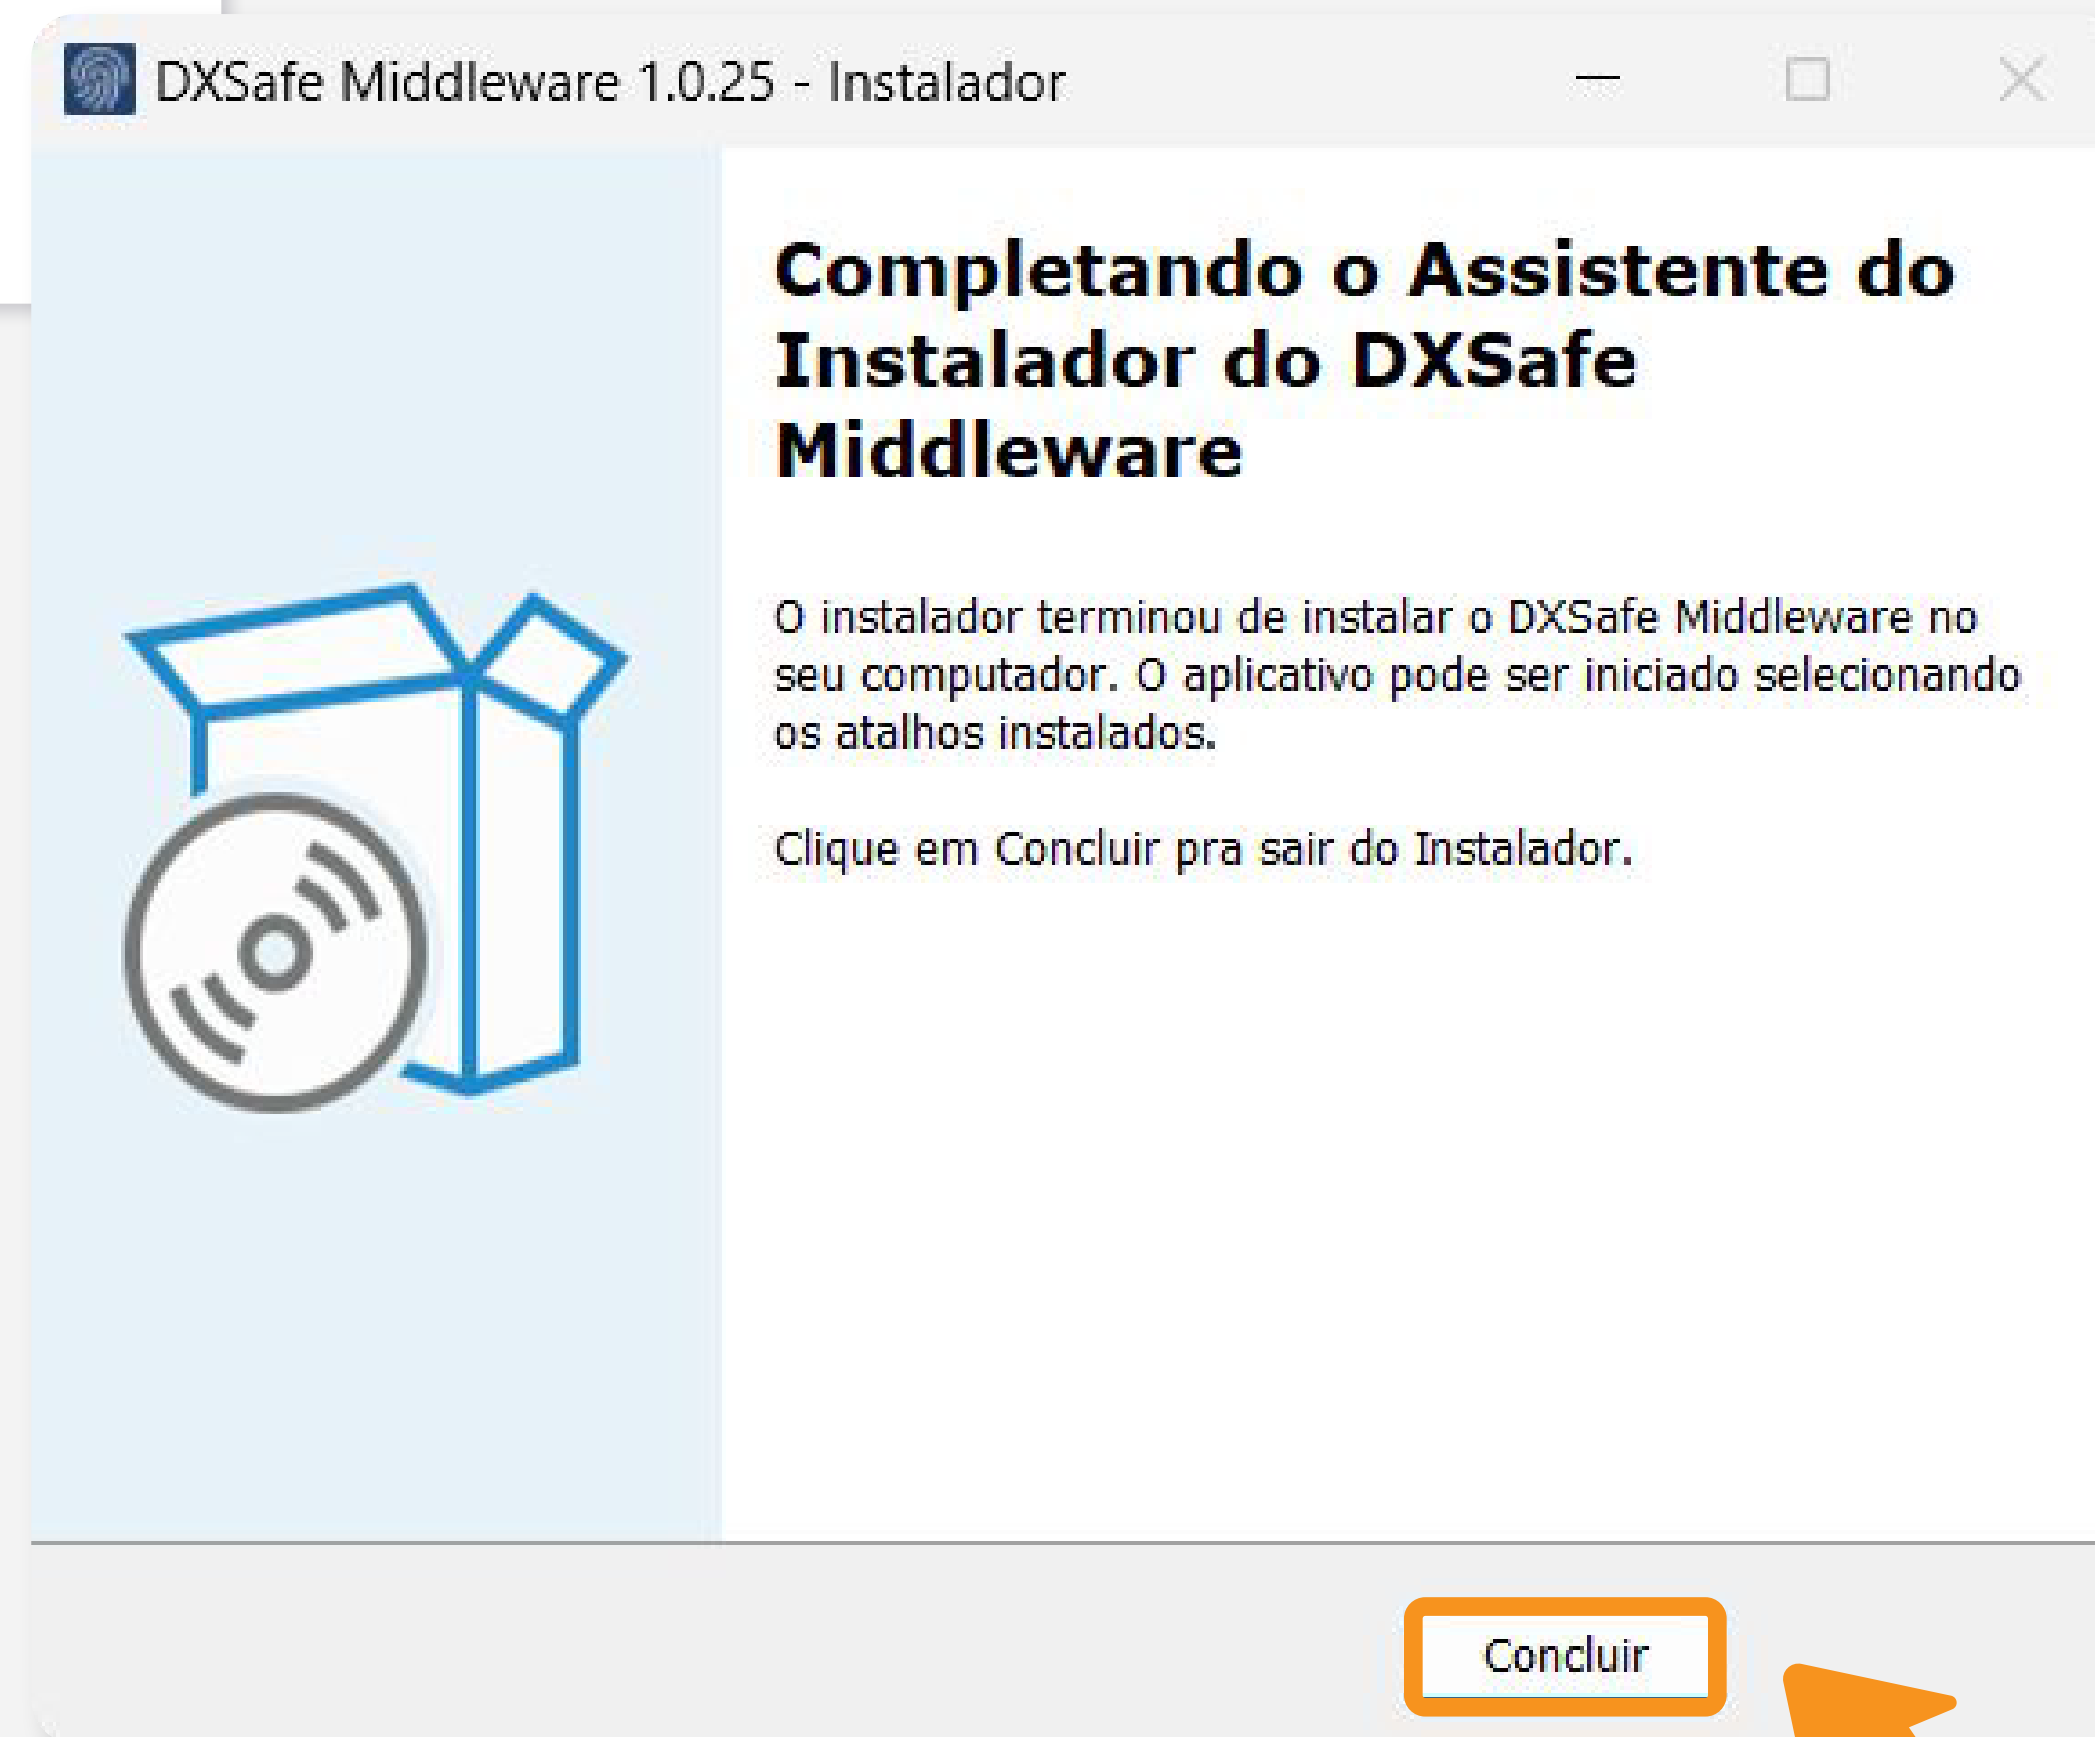 DXSafe Middleware 1.0.25 - Instalador
Completando o Assistente do
Instalador do DXSafe
Middleware
O instalador terminou de instalar o DXSafe Middleware no
seu computador. O aplicativo pode ser iniciado selecionando
os atalhos instalados.
Clique em Concluir pra sair do Instalador.
Concluir